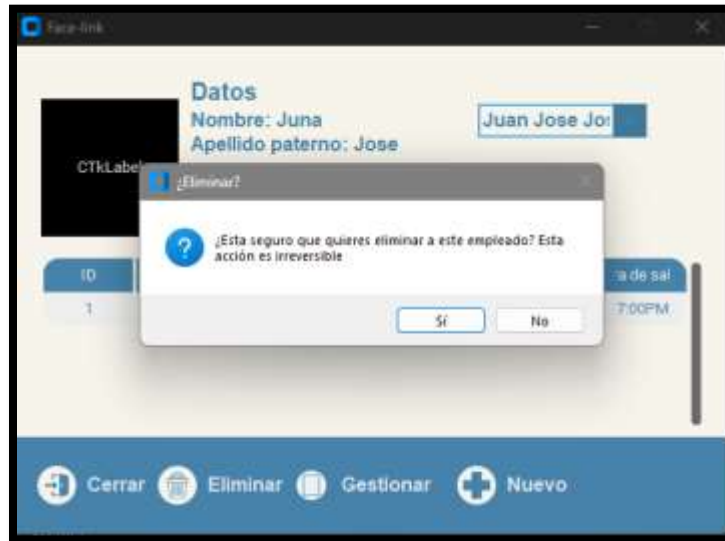 Face-link
Datos
Nombre: Juna
Juan Jose Jo
Apellido paterno: Jose
CTkLabel
¿Eliminar?
¿Esta seguro que quieres eliminar a este empleado? Esta
acción es irreversible
ID
ra de sal
1
7:00PM
Sí
No
Cerrar
Eliminar
Gestionar
Nuevo